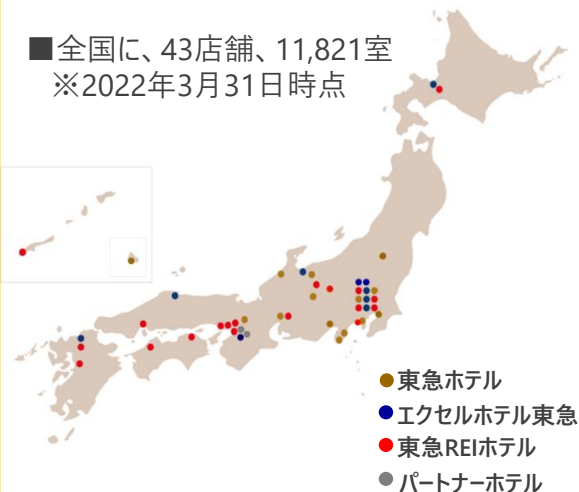 ■全国に、43店舗、11,821室
※2022年3月31日時点
●東急ホテル
●エクセルホテル東急
●東急REIホテル
●パートナーホテル